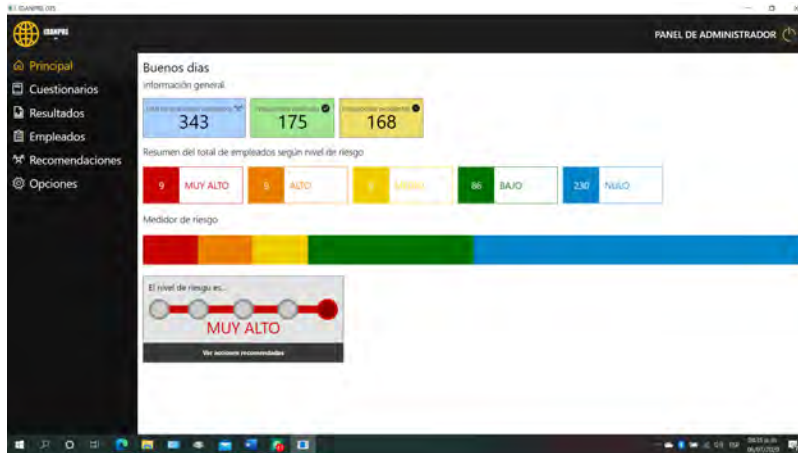 PANEL DE ADMINISTRADOR
Principal
Cuestionarios
Resultados
Empleados
Recomendaciones
Opciones
Buenos dias
información general
343
175
168
Resumen del total de empleados según nivel de riesgo
9 MUY ALTO
ALTO
86 BAJO
230 NULO
Medidor de riesgo
El nivel de riesgo es...
MUY ALTO
Ver acciones recomendadas